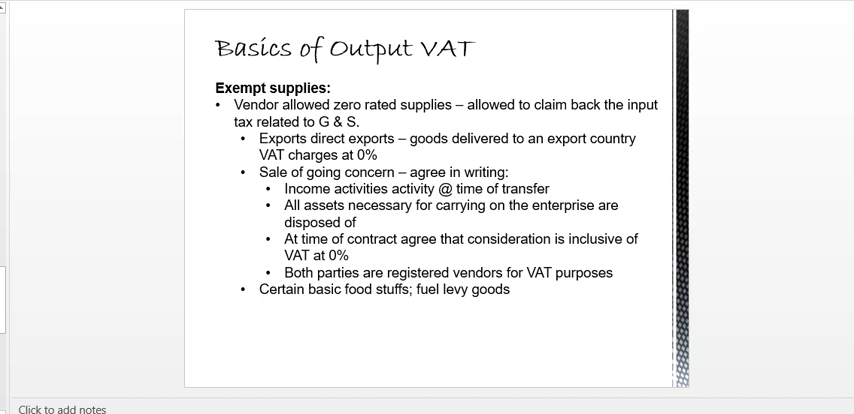 Basics of Output VAT
Exempt supplies:
• Vendor allowed zero rated supplies – allowed to claim back the input
tax related to G & S.
• Exports direct exports – goods delivered to an export country
VAT charges at 0%
• Sale of going concern – agree in writing:
• Income activities activity @ time of transfer
• All assets necessary for carrying on the enterprise are
disposed of
• At time of contract agree that consideration is inclusive of
VAT at 0%
• Both parties are registered vendors for VAT purposes
• Certain basic food stuffs; fuel levy goods
Click to add notes